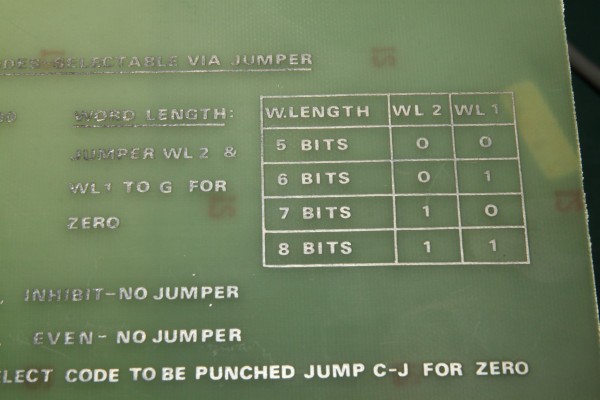 SELECTABLE VIA JUMPER
WORD LENGTH:
JUMPER WL 2 &
WL1 TO G FOR
ZERO
W.LENGTH WL 2 WL 1
5 BITS 0 0
6 BITS 0 1
7 BITS 1 0
8 BITS 1 1
INHIBIT-NO JUMPER
EVEN- NO JUMPER
ELECT CODE TO BE PUNCHED JUMP C-J FOR ZERO